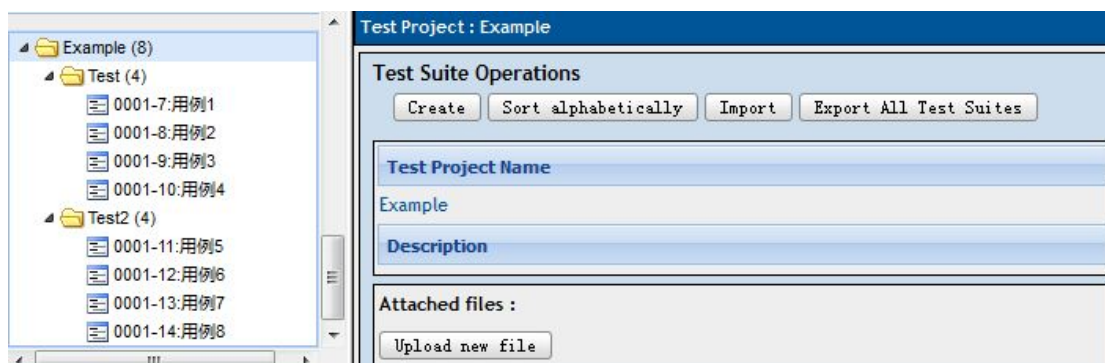 Example (8)
Test (4)
0001-7:用例1
0001-8:用例2
0001-9:用例3
0001-10:用例4
Test2 (4)
0001-11:用例5
0001-12:用例6
0001-13:用例7
0001-14:用例8
Test Project : Example
Test Suite Operations
Create Sort alphabetically Import Export All Test Suites
Test Project Name
Example
Description
Attached files :
Upload new file